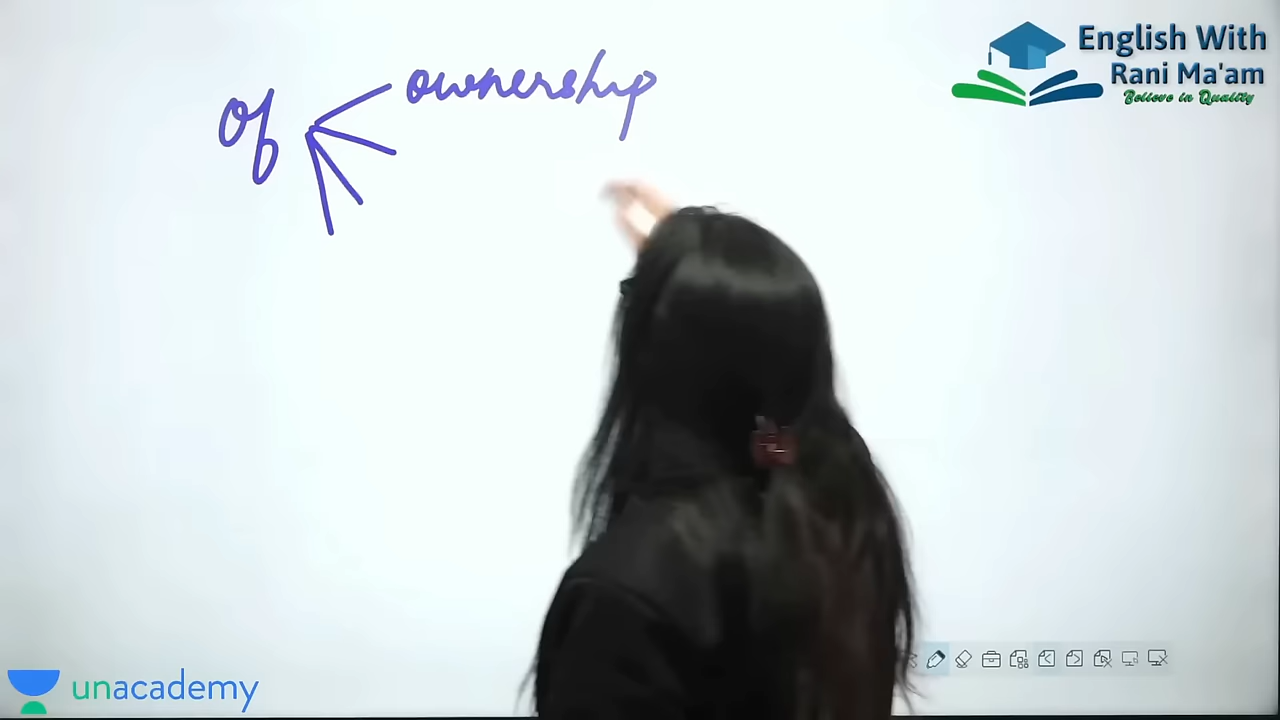 English With
Rani Ma'am
Believe in Quality
of
ownership
unacademy